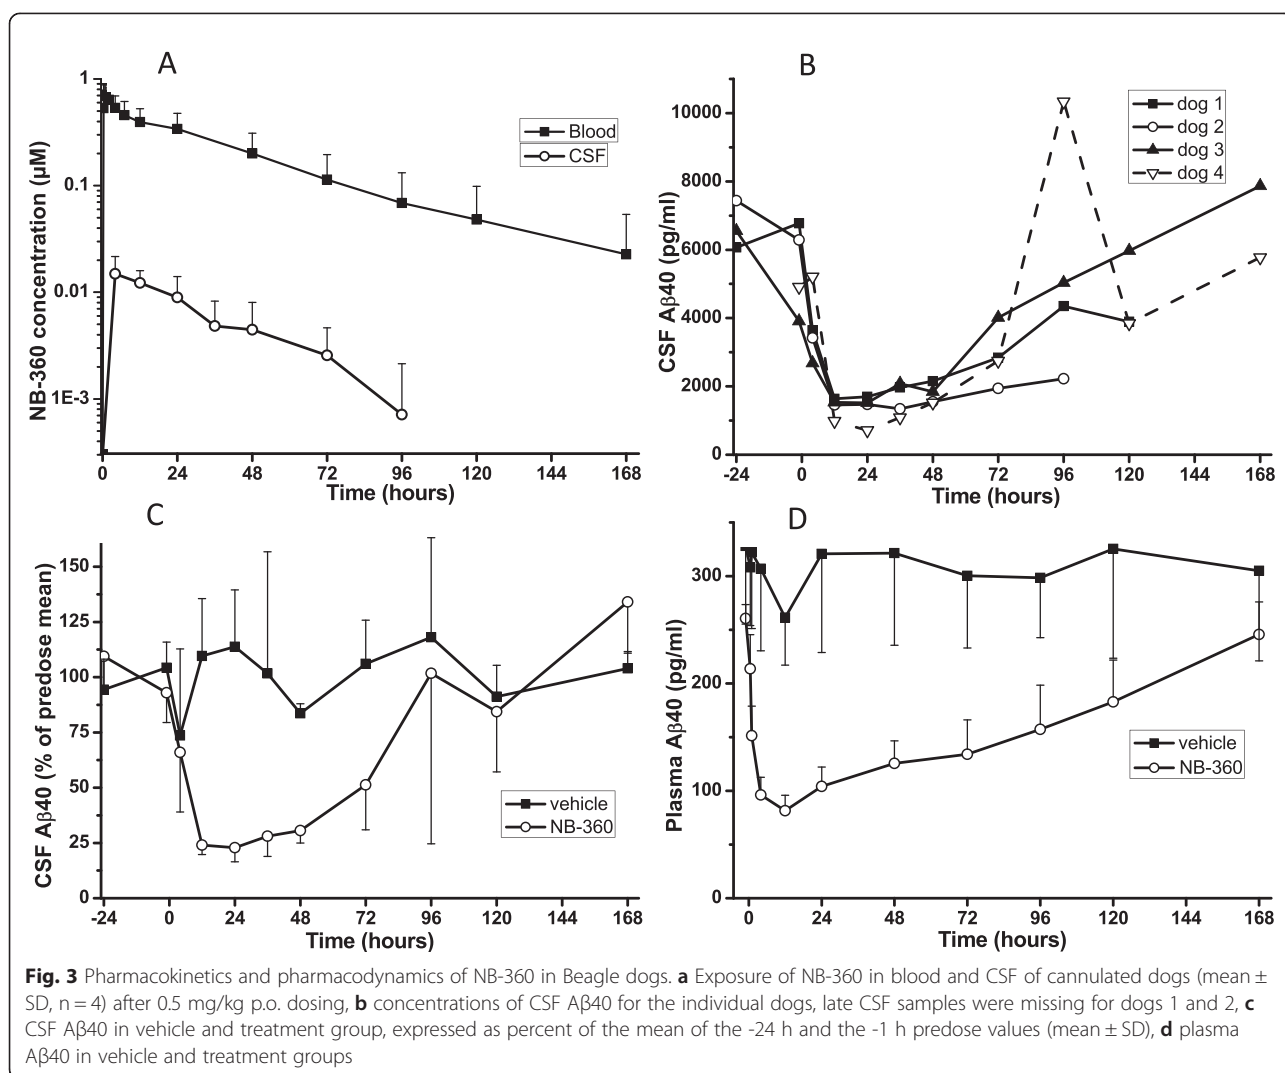 A
1
0.1
0.01
1E-3
NB-360 concentration (µM)
Blood
CSF
0 24 48 72 96 120 144 168
Time (hours)
B
10000
8000
6000
4000
2000
0
CSF Aβ40 (pg/ml)
dog 1
dog 2
dog 3
dog 4
-24 0 24 48 72 96 120 144 168
Time (hours)
C
150
125
100
75
50
25
0
CSF Aβ40 (% of predose mean)
vehicle
NB-360
-24 0 24 48 72 96 120 144 168
Time (hours)
D
300
200
100
0
Plasma Aβ40 (pg/ml)
vehicle
NB-360
0 24 48 72 96 120 144 168
Time (hours)
Fig. 3 Pharmacokinetics and pharmacodynamics of NB-360 in Beagle dogs. a Exposure of NB-360 in blood and CSF of cannulated dogs (mean ±
SD, n = 4) after 0.5 mg/kg p.o. dosing, b concentrations of CSF Aβ40 for the individual dogs, late CSF samples were missing for dogs 1 and 2, c
CSF Aβ40 in vehicle and treatment group, expressed as percent of the mean of the -24 h and the -1 h predose values (mean ± SD), d plasma
Aβ40 in vehicle and treatment groups